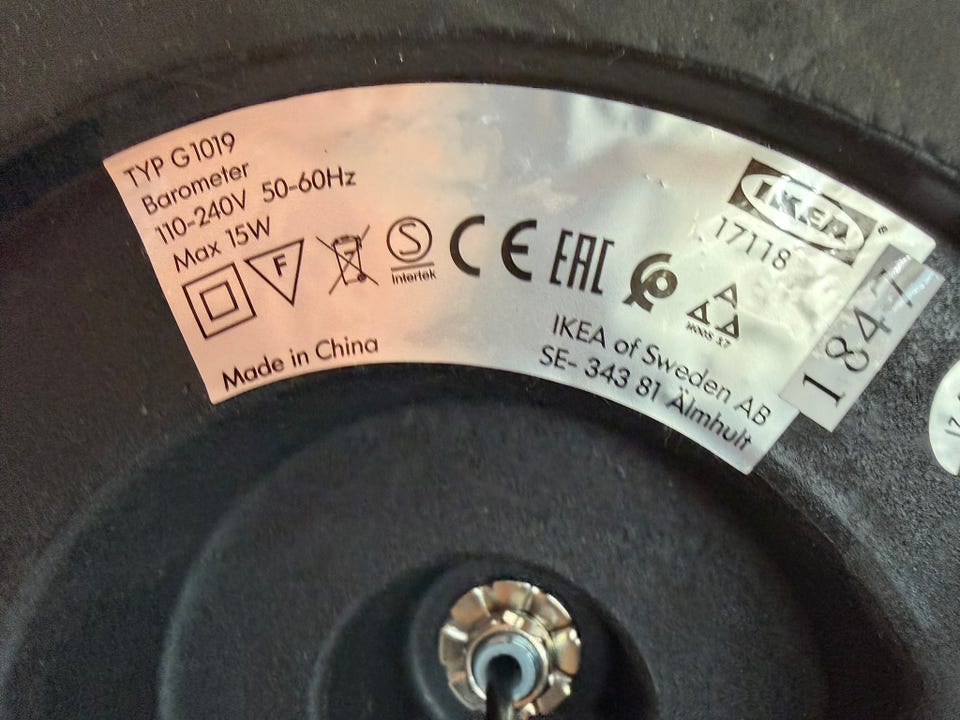 TYP G1019
Barometer
110-240V 50-60Hz
Max 15W
F
S
Intertek
CE
EAC
IKEA
®
17118
A
Made in China
IKEA of Sweden AB
SE- 343 81 Älmhult
1847
17